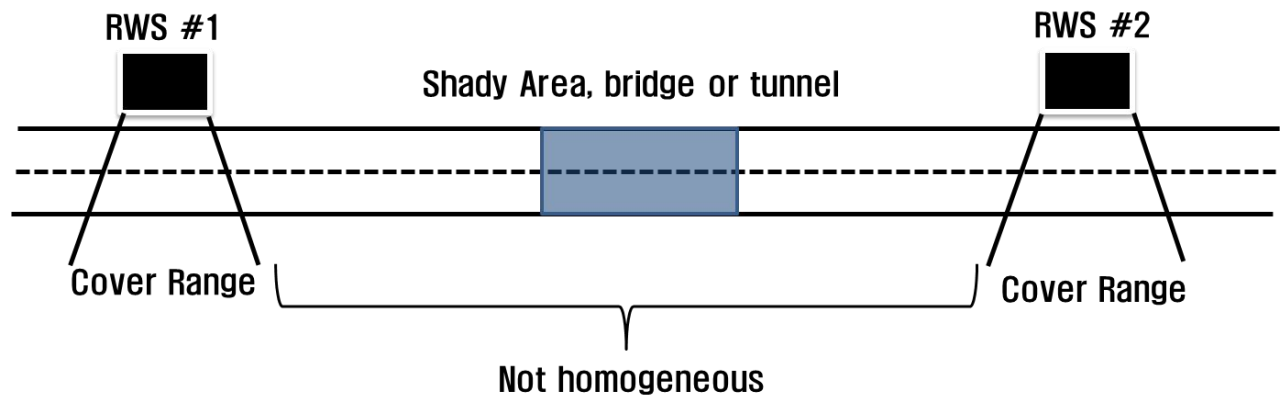 RWS #1
RWS #2
Shady Area, bridge or tunnel
Cover Range
Cover Range
Not homogeneous